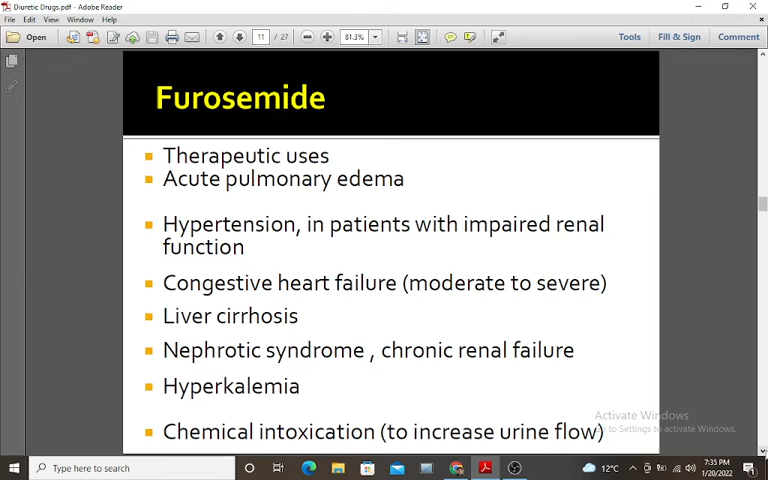 Diuretic Drugs.pdf - Adobe Reader
File Edit View Window Help
Open 11 / 27 81.3% Tools Fill & Sign Comment
Furosemide
Therapeutic uses
Acute pulmonary edema
Hypertension, in patients with impaired renal
function
Congestive heart failure (moderate to severe)
Liver cirrhosis
Nephrotic syndrome , chronic renal failure
Hyperkalemia
Chemical intoxication (to increase urine flow)
Activate Windows
Go to Settings to activate Windows.
Type here to search
12°C
7:35 PM
1/20/2022